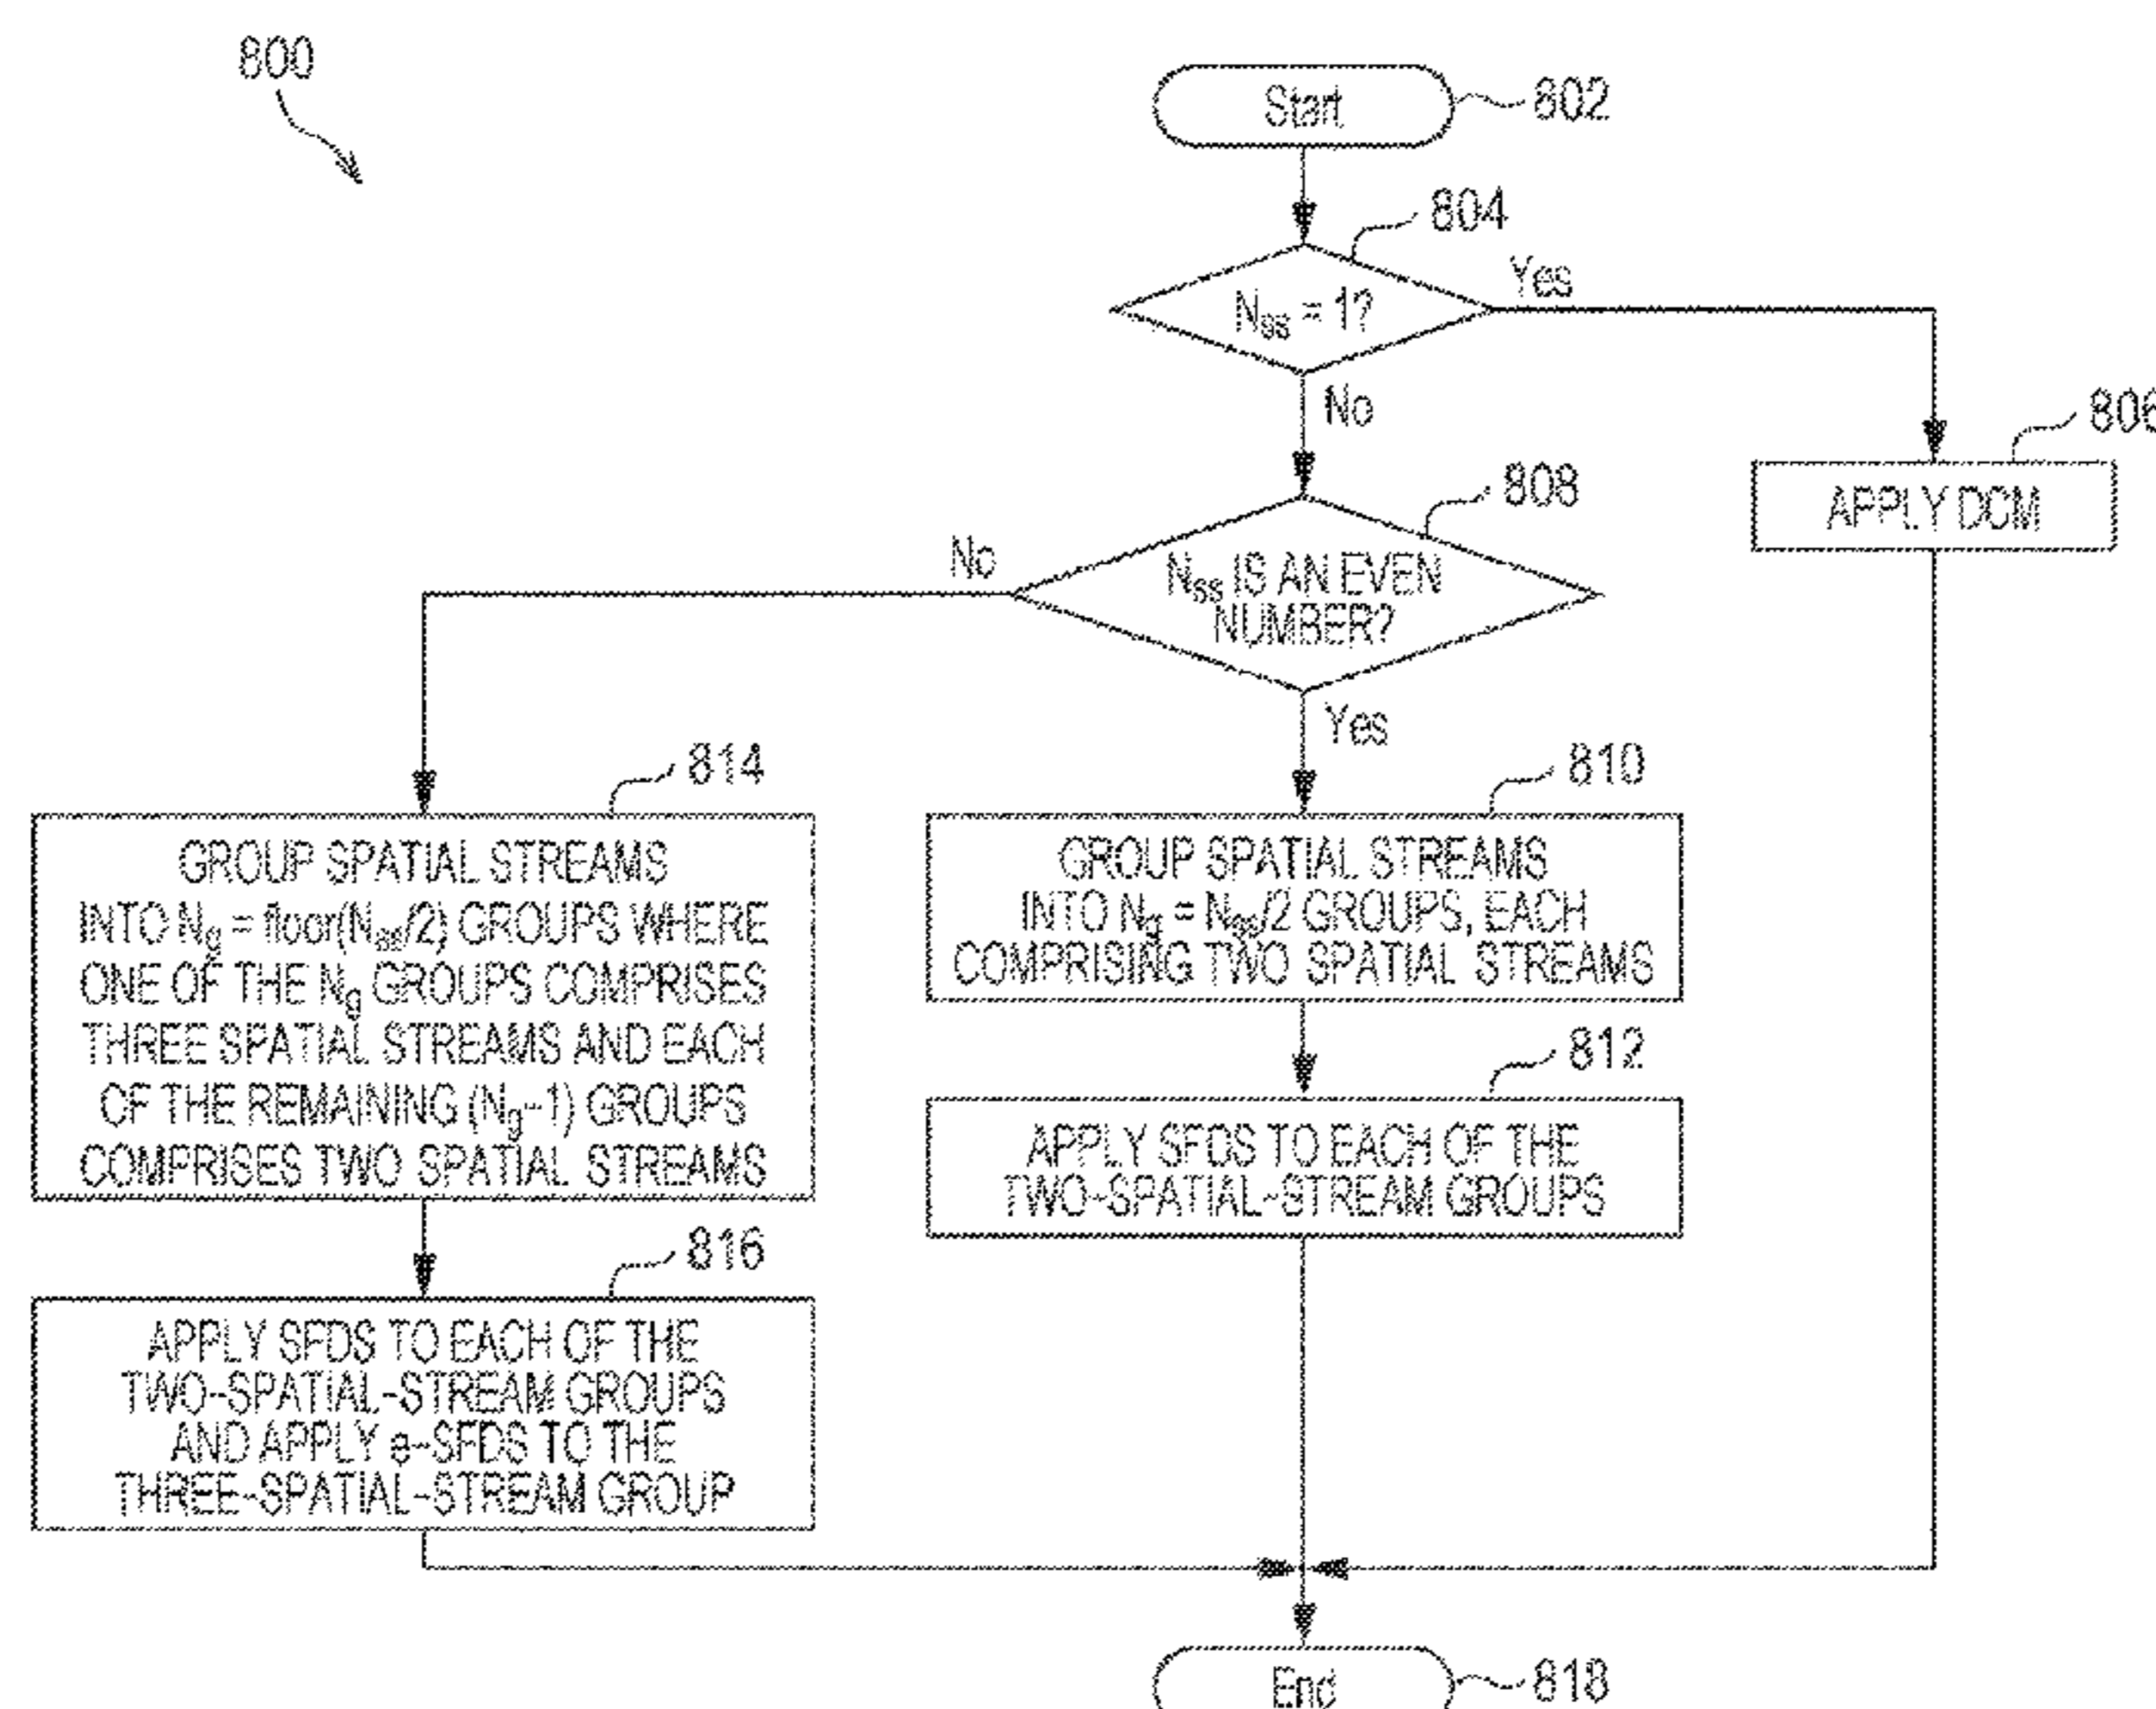 800
Start
802
804
Nss = 1?
Yes
No
806
APPLY DCM
808
Nss IS AN EVEN
NUMBER?
No
Yes
814
GROUP SPATIAL STREAMS
INTO Ng = floor(Nss/2) GROUPS WHERE
ONE OF THE Ng GROUPS COMPRISES
THREE SPATIAL STREAMS AND EACH
OF THE REMAINING (Ng-1) GROUPS
COMPRISES TWO SPATIAL STREAMS
810
GROUP SPATIAL STREAMS
INTO Ng = Nss/2 GROUPS, EACH
COMPRISING TWO SPATIAL STREAMS
812
APPLY SFDS TO EACH OF THE
TWO-SPATIAL-STREAM GROUPS
816
APPLY SFDS TO EACH OF THE
TWO-SPATIAL-STREAM GROUPS
AND APPLY e-SFDS TO THE
THREE-SPATIAL-STREAM GROUP
End
818